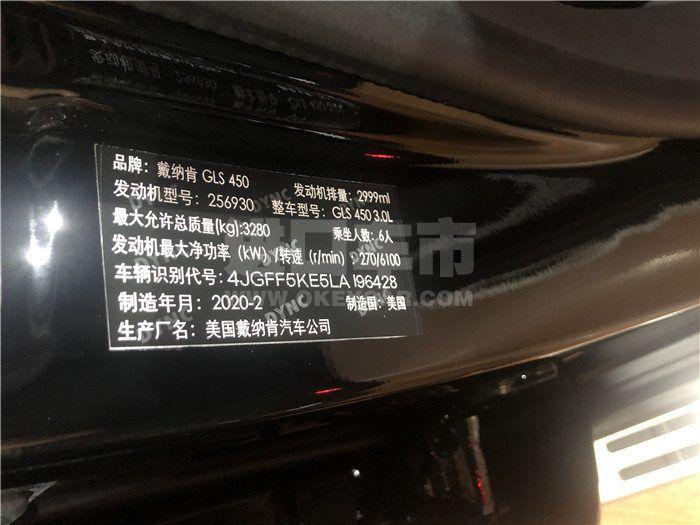 品牌：戴纳肯 GLS 450
发动机排量：2999ml
发动机型号：256930 整车型号：GLS 450 3.0L
最大允许总质量(kg):3280 乘坐人数：6人
发动机最大净功率（kW）/转速（r/min）:270/6100
车辆识别代号：4JGFF5KE5LA196428
制造年月：2020-2 制造国：美国
生产厂名：美国戴纳肯汽车公司